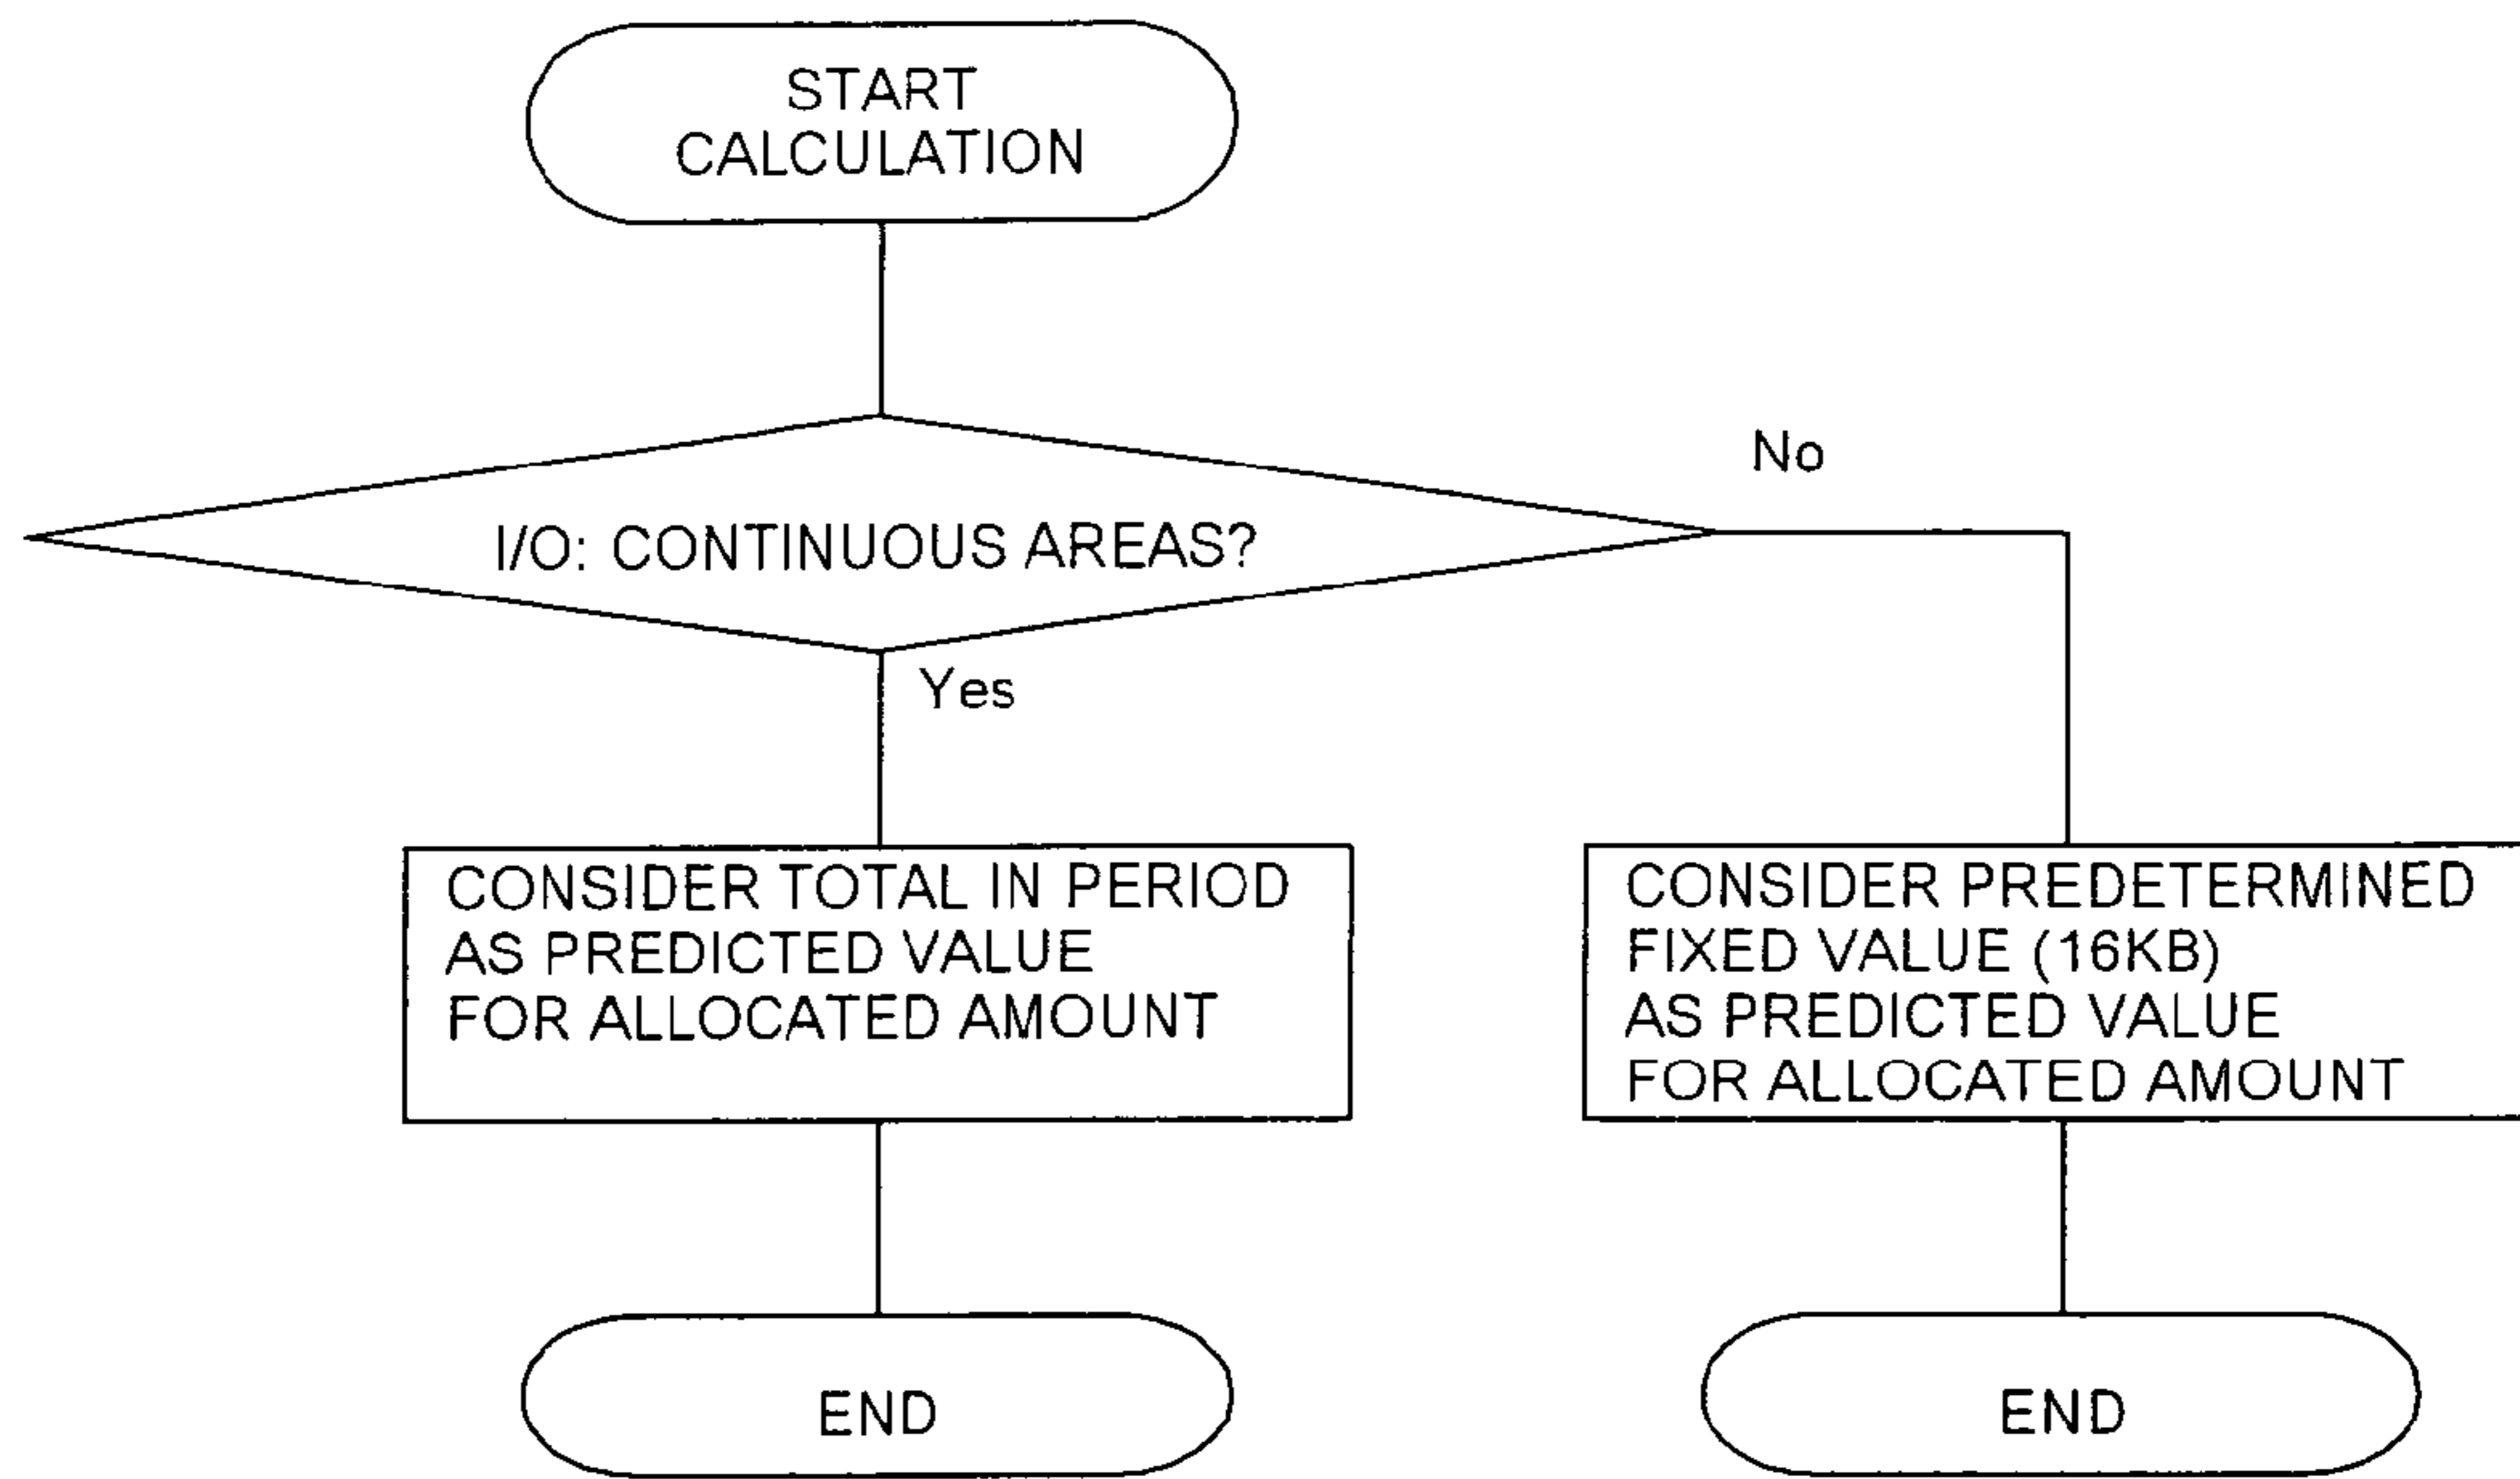 START
CALCULATION
No
I/O: CONTINUOUS AREAS?
Yes
CONSIDER TOTAL IN PERIOD
AS PREDICTED VALUE
FOR ALLOCATED AMOUNT
CONSIDER PREDETERMINED
FIXED VALUE (16KB)
AS PREDICTED VALUE
FOR ALLOCATED AMOUNT
END
END